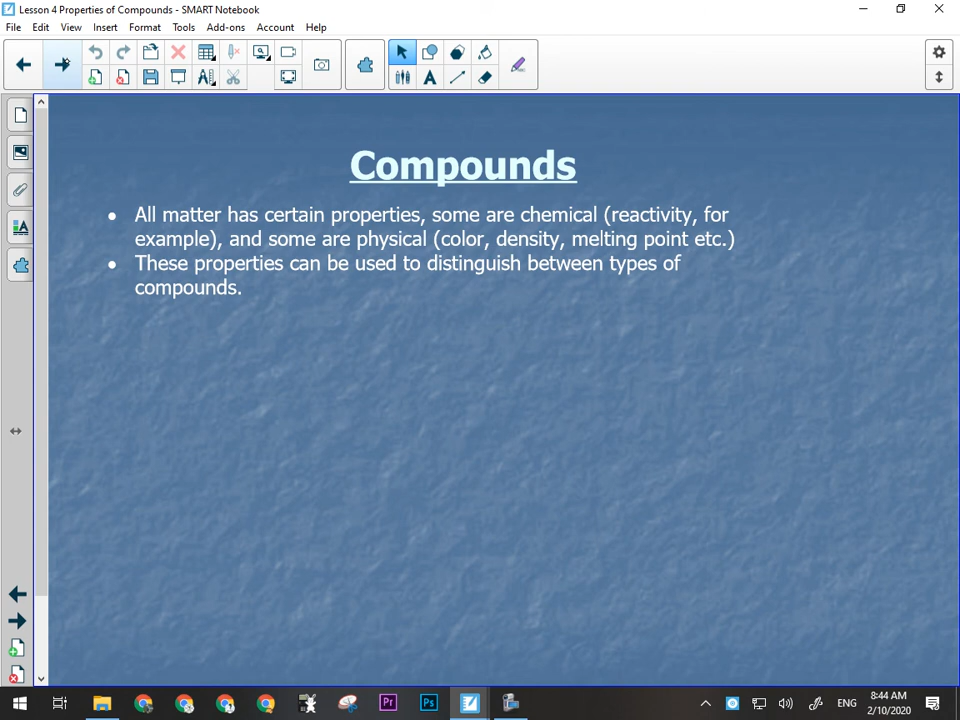 Lesson 4 Properties of Compounds - SMART Notebook
File Edit View Insert Format Tools Add-ons Account Help
Compounds
• All matter has certain properties, some are chemical (reactivity, for
example), and some are physical (color, density, melting point etc.)
• These properties can be used to distinguish between types of
compounds.
Pr Ps ENG 8:44 AM
2/10/2020